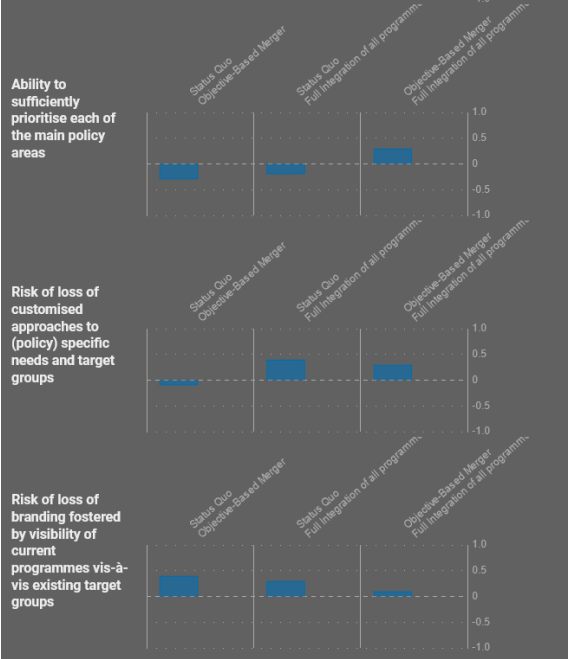 Status Quo
Objective-Based Merger
Status Quo
Full Integration of all programm
Objective-Based Merger
Full Integration of all programm
Ability to
sufficiently
prioritise each of
the main policy
areas
1.0
0.5
0
-0.5
-1.0
Status Quo
Objective-Based Merger
Status Quo
Full Integration of all programm
Objective-Based Merger
Full Integration of all programm
Risk of loss of
customised
approaches to
(policy) specific
needs and target
groups
1.0
0.5
0
-0.5
-1.0
Status Quo
Objective-Based Merger
Status Quo
Full Integration of all programm
Objective-Based Merger
Full Integration of all programm
Risk of loss of
branding fostered
by visibility of
current
programmes vis-à-
vis existing target
groups
1.0
0.5
0
-0.5
-1.0